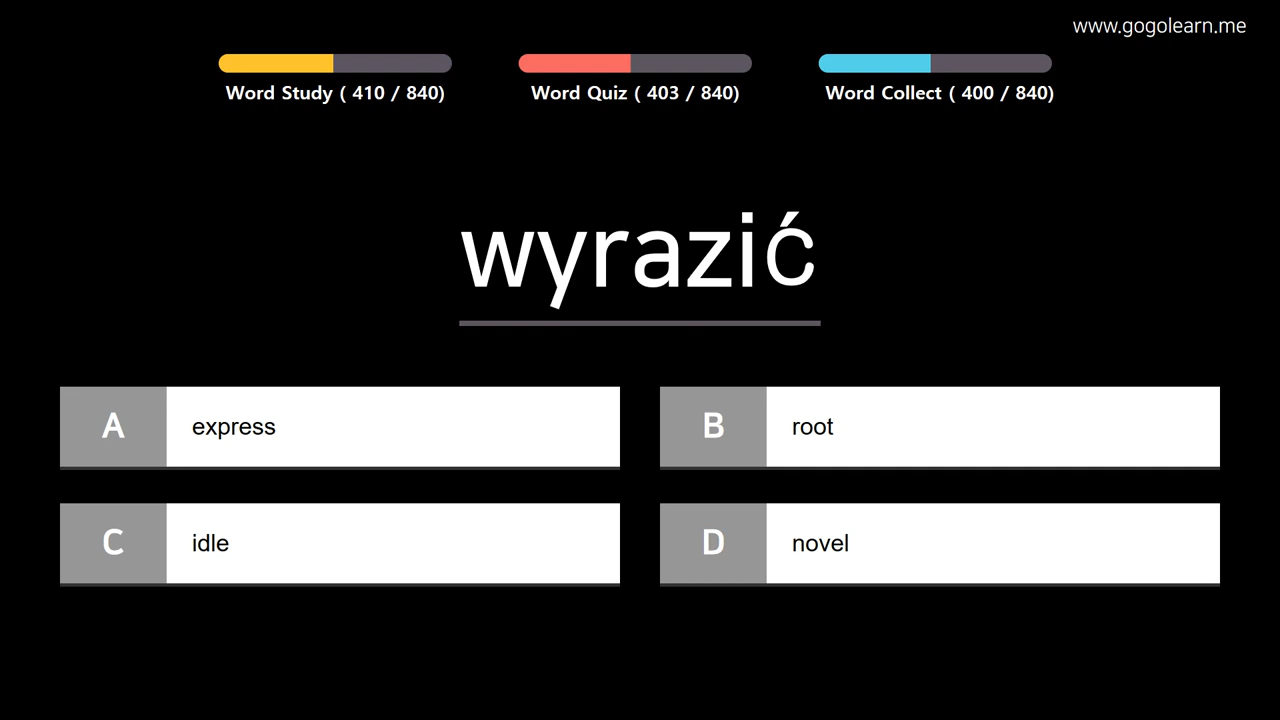 www.gogolearn.me
Word Study ( 410 / 840)
Word Quiz ( 403 / 840)
Word Collect ( 400 / 840)
wyrazić
A express
B root
C idle
D novel